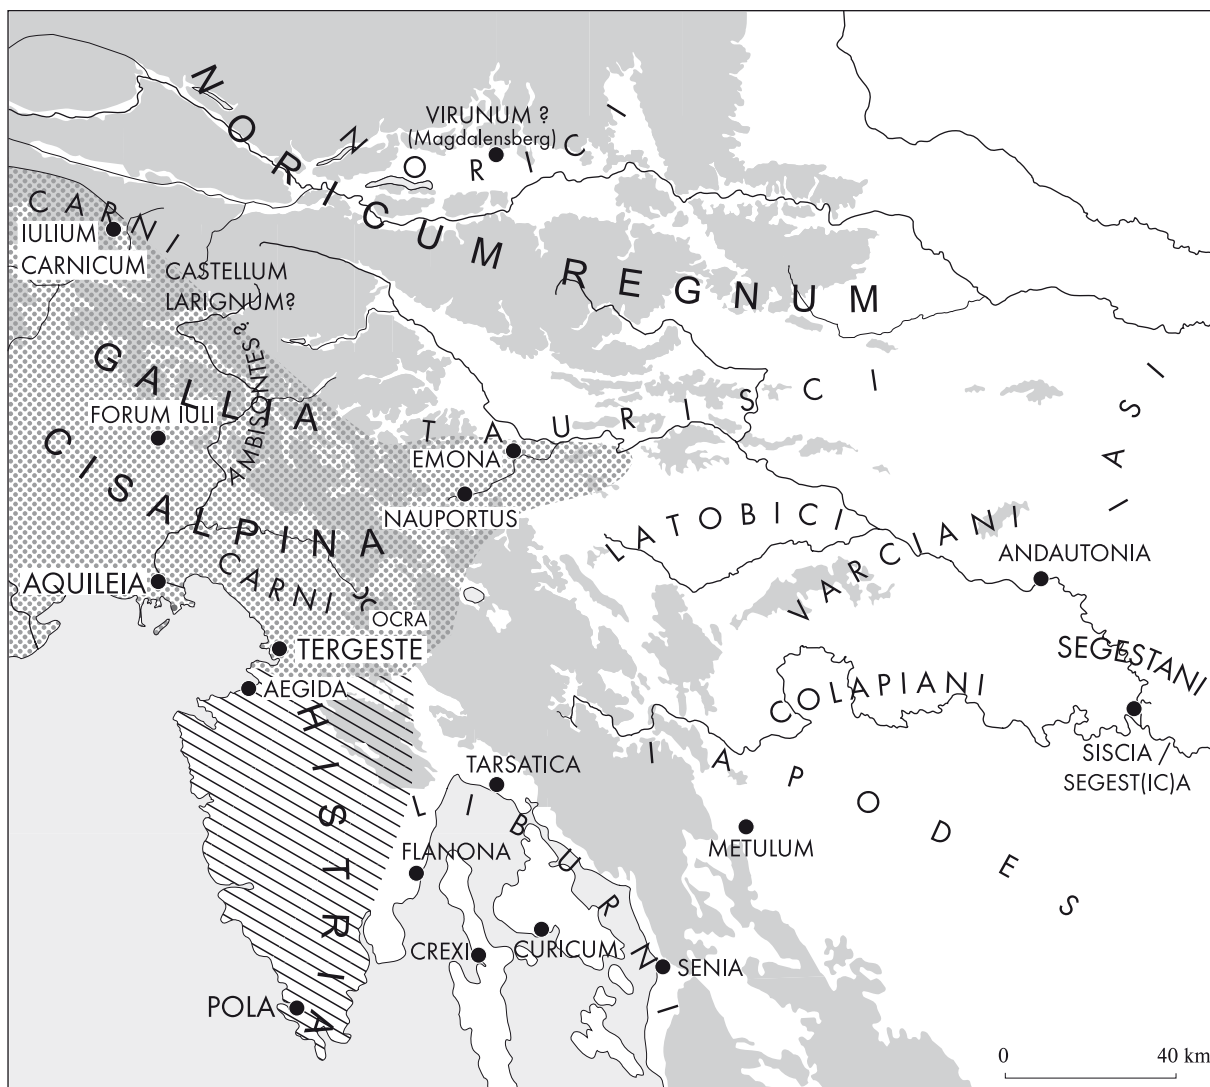 NORICUM REGNUM
NORICI
VIRUNUM ?
(Magdalensberg)
CARNI
IULIUM
CARNICUM
CASTELLUM
LARIGNUM?
AMBISONTES ?
GALLIA
CISALPINA
FORUM IULI
TAURISCI
EMONA
NAUPORTUS
LATOBICI
VARCIANI
IASI
ANDAUTONIA
AQUILEIA
CARNI
OCRA
TERGESTE
AEGIDA
SEGESTANI
COLAPIANI
SISCIA /
SEGEST(IC)A
HISTRIA
IAPODES
TARSATICA
LIBURNI
FLANONA
METULUM
CREXI
CURICUM
SENIA
POLA
0 40 km